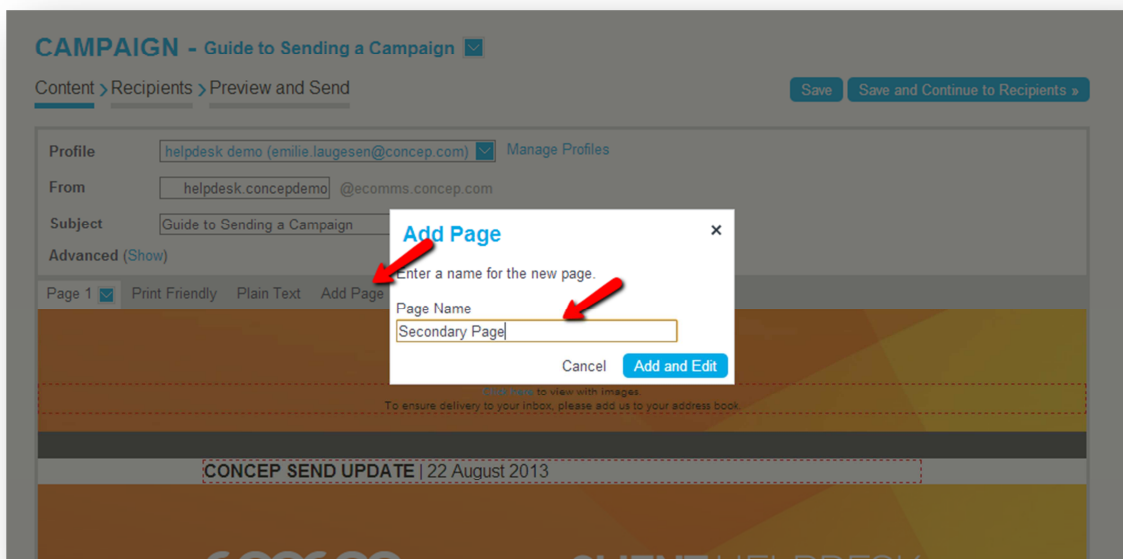 CAMPAIGN - Guide to Sending a Campaign
Content > Recipients > Preview and Send
Save Save and Continue to Recipients »
Profile helpdesk demo (emilie.laugesen@concep.com) Manage Profiles
From helpdesk.concepdemo @ecomms.concep.com
Subject Guide to Sending a Campaign
Advanced (Show)
Page 1 Print Friendly Plain Text Add Page
Add Page ×
Enter a name for the new page.
Page Name
Secondary Page
Cancel Add and Edit
Click here to view with images.
To ensure delivery to your inbox, please add us to your address book.
CONCEP SEND UPDATE | 22 August 2013
CLIENT HELPDESK